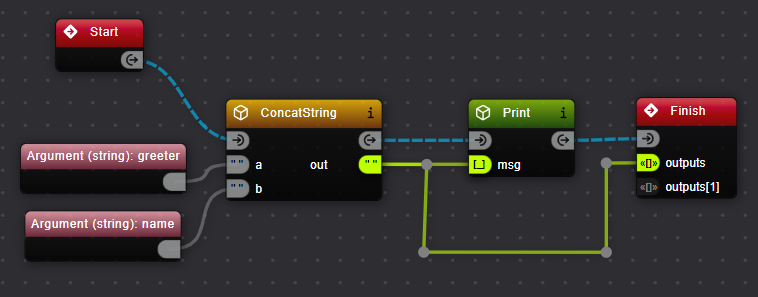 Start
ConcatString i
Print i
Finish
Argument (string): greeter
" " a out " "
[ ] msg
«[]» outputs
" " b
«[]» outputs[1]
Argument (string): name